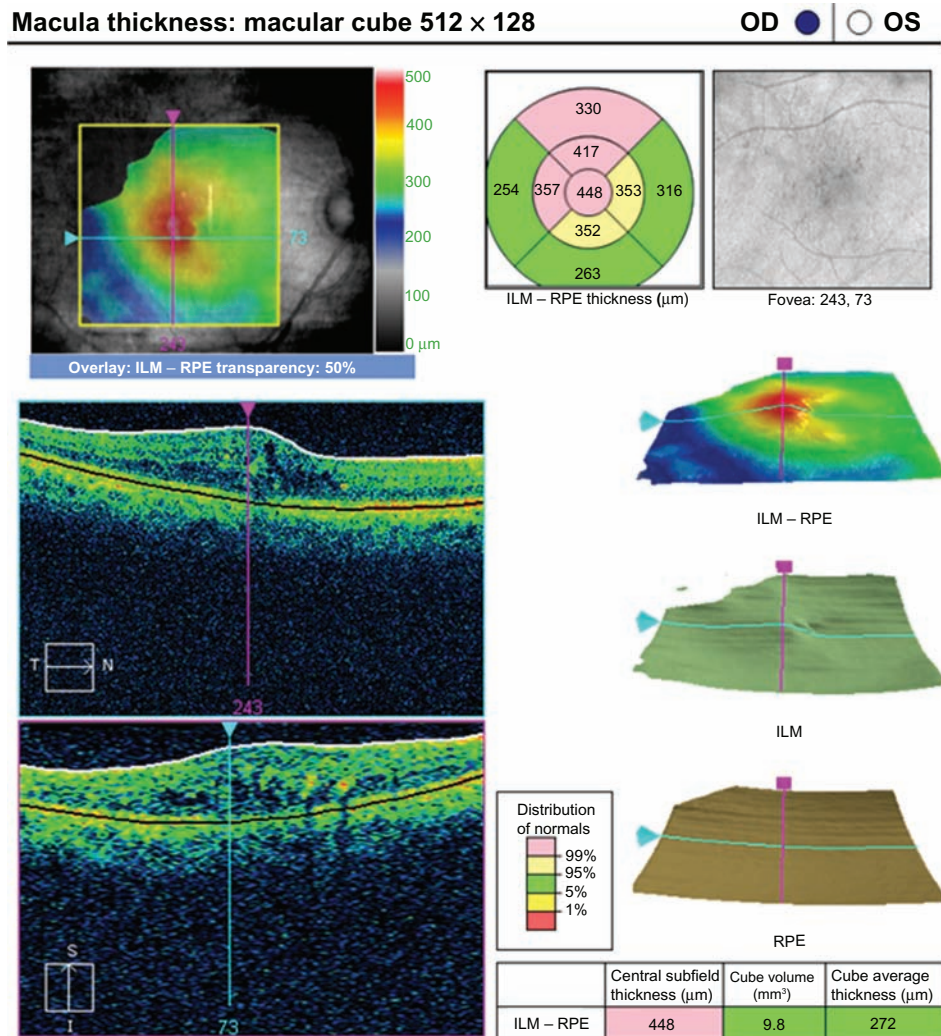 Macula thickness: macular cube 512 × 128
OD OS
500
400
300
200
100
0 μm
73
243
Overlay: ILM – RPE transparency: 50%
330
417
254 357 448 353 316
352
263
ILM – RPE thickness (μm)
Fovea: 243, 73
T N
243
ILM – RPE
ILM
S
I
73
Distribution
of normals
99%
95%
5%
1%
RPE
Central subfield thickness (μm) Cube volume (mm³) Cube average thickness (μm)
ILM – RPE 448 9.8 272